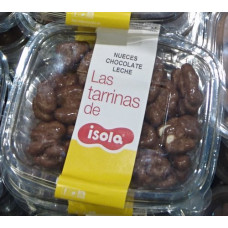 NUECES
CHOCOLATE
LECHE
Las
tarrinas
de
isola